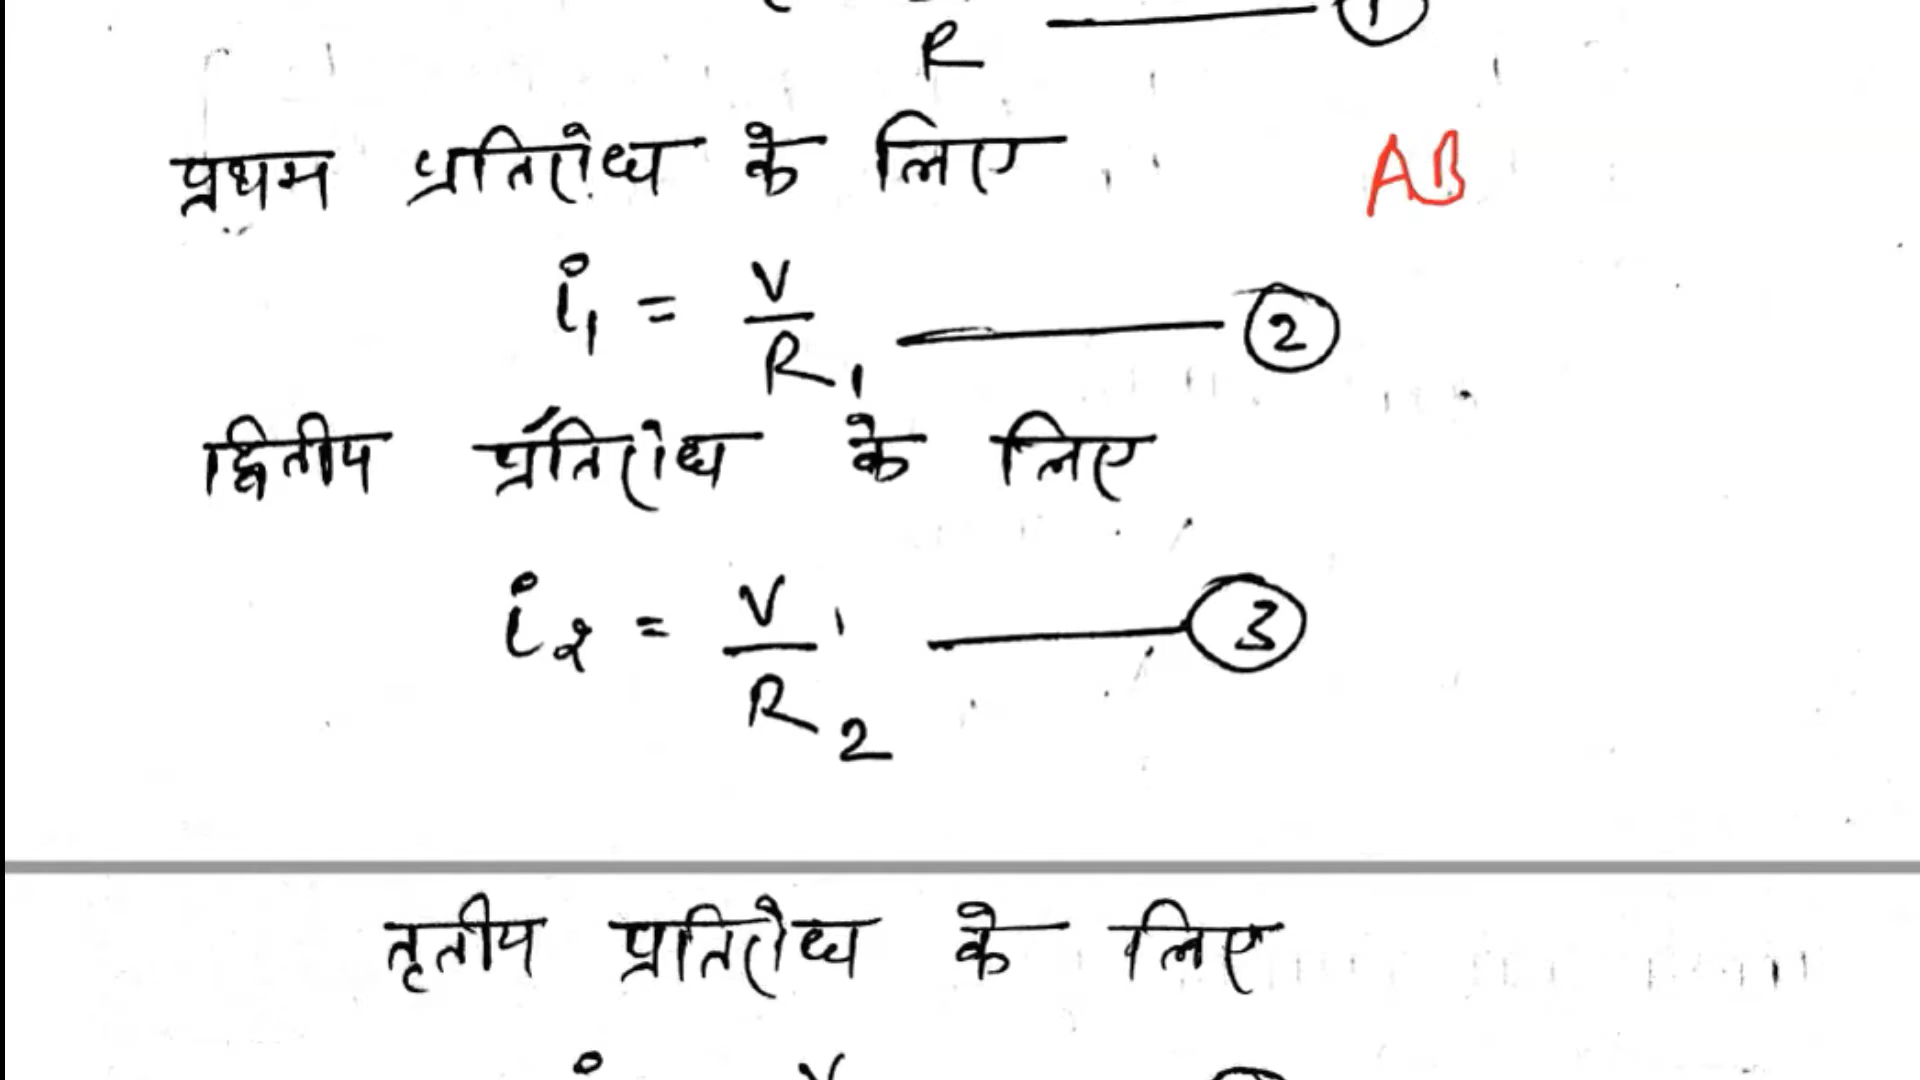 R ——— ①
प्रथम प्रतिरोध के लिए AB
i₁ = V/R₁ ——— ②
द्वितीय प्रतिरोध के लिए
i₂ = V/R₂ ——— ③
तृतीय प्रतिरोध के लिए
i V